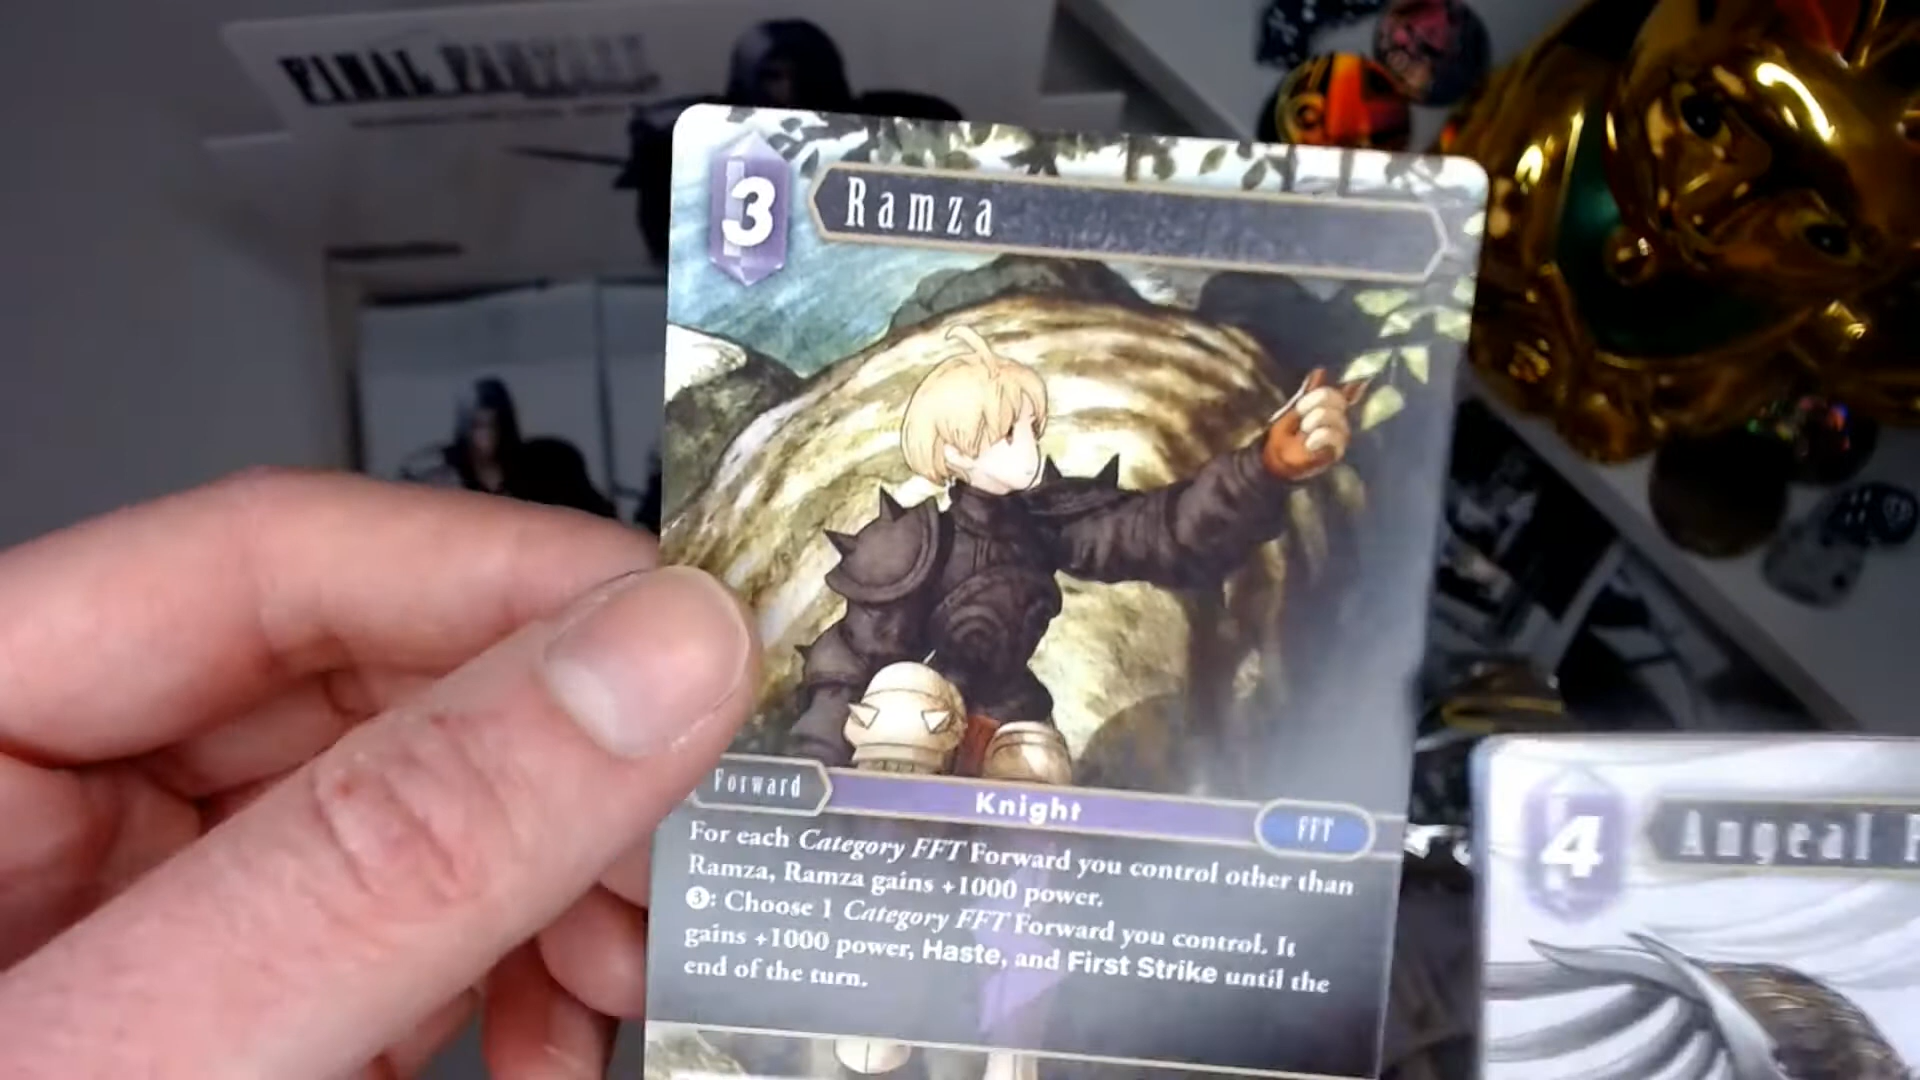 FINAL FANTASY
3
Ramza
Forward
Knight
FFT
For each Category FFT Forward you control other than
Ramza, Ramza gains +1000 power.
3: Choose 1 Category FFT Forward you control. It
gains +1000 power, Haste, and First Strike until the
end of the turn.
4
Angeal